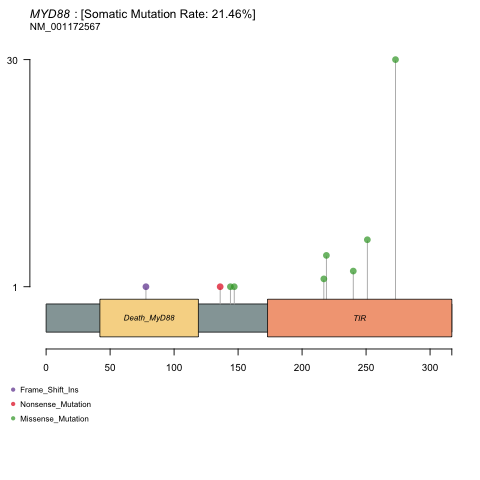 MYD88 : [Somatic Mutation Rate: 21.46%]
NM_001172567
30
1
Death_MyD88
TIR
0 50 100 150 200 250 300
Frame_Shift_Ins
Nonsense_Mutation
Missense_Mutation